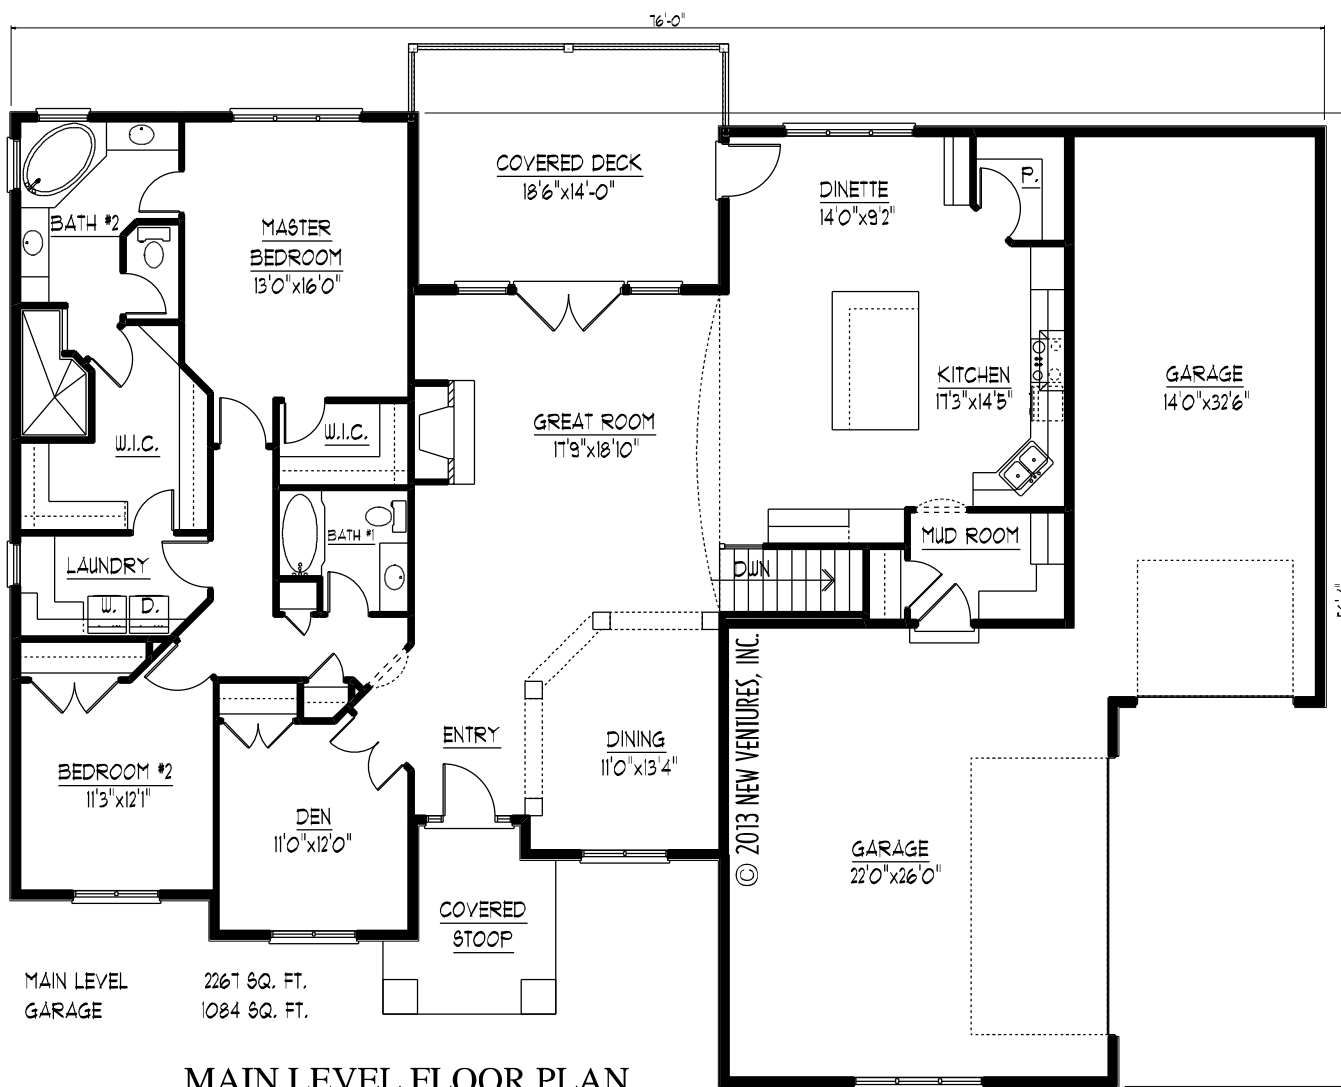 76'-0"
COVERED DECK
18'6"x14'-0"
DINETTE
14'0"x9'2"
P.
BATH #2
MASTER
BEDROOM
13'0"x16'0"
KITCHEN
17'3"x14'5"
GARAGE
14'0"x32'6"
GREAT ROOM
17'9"x18'10"
W.I.C.
W.I.C.
BATH #1
MUD ROOM
LAUNDRY
DWN
W.
D.
ENTRY
DINING
11'0"x13'4"
BEDROOM #2
11'3"x12'1"
DEN
11'0"x12'0"
© 2013 NEW VENTURES, INC.
GARAGE
22'0"x26'0"
COVERED
STOOP
MAIN LEVEL 2267 SQ. FT.
GARAGE 1084 SQ. FT.
MAIN LEVEL FLOOR PLAN